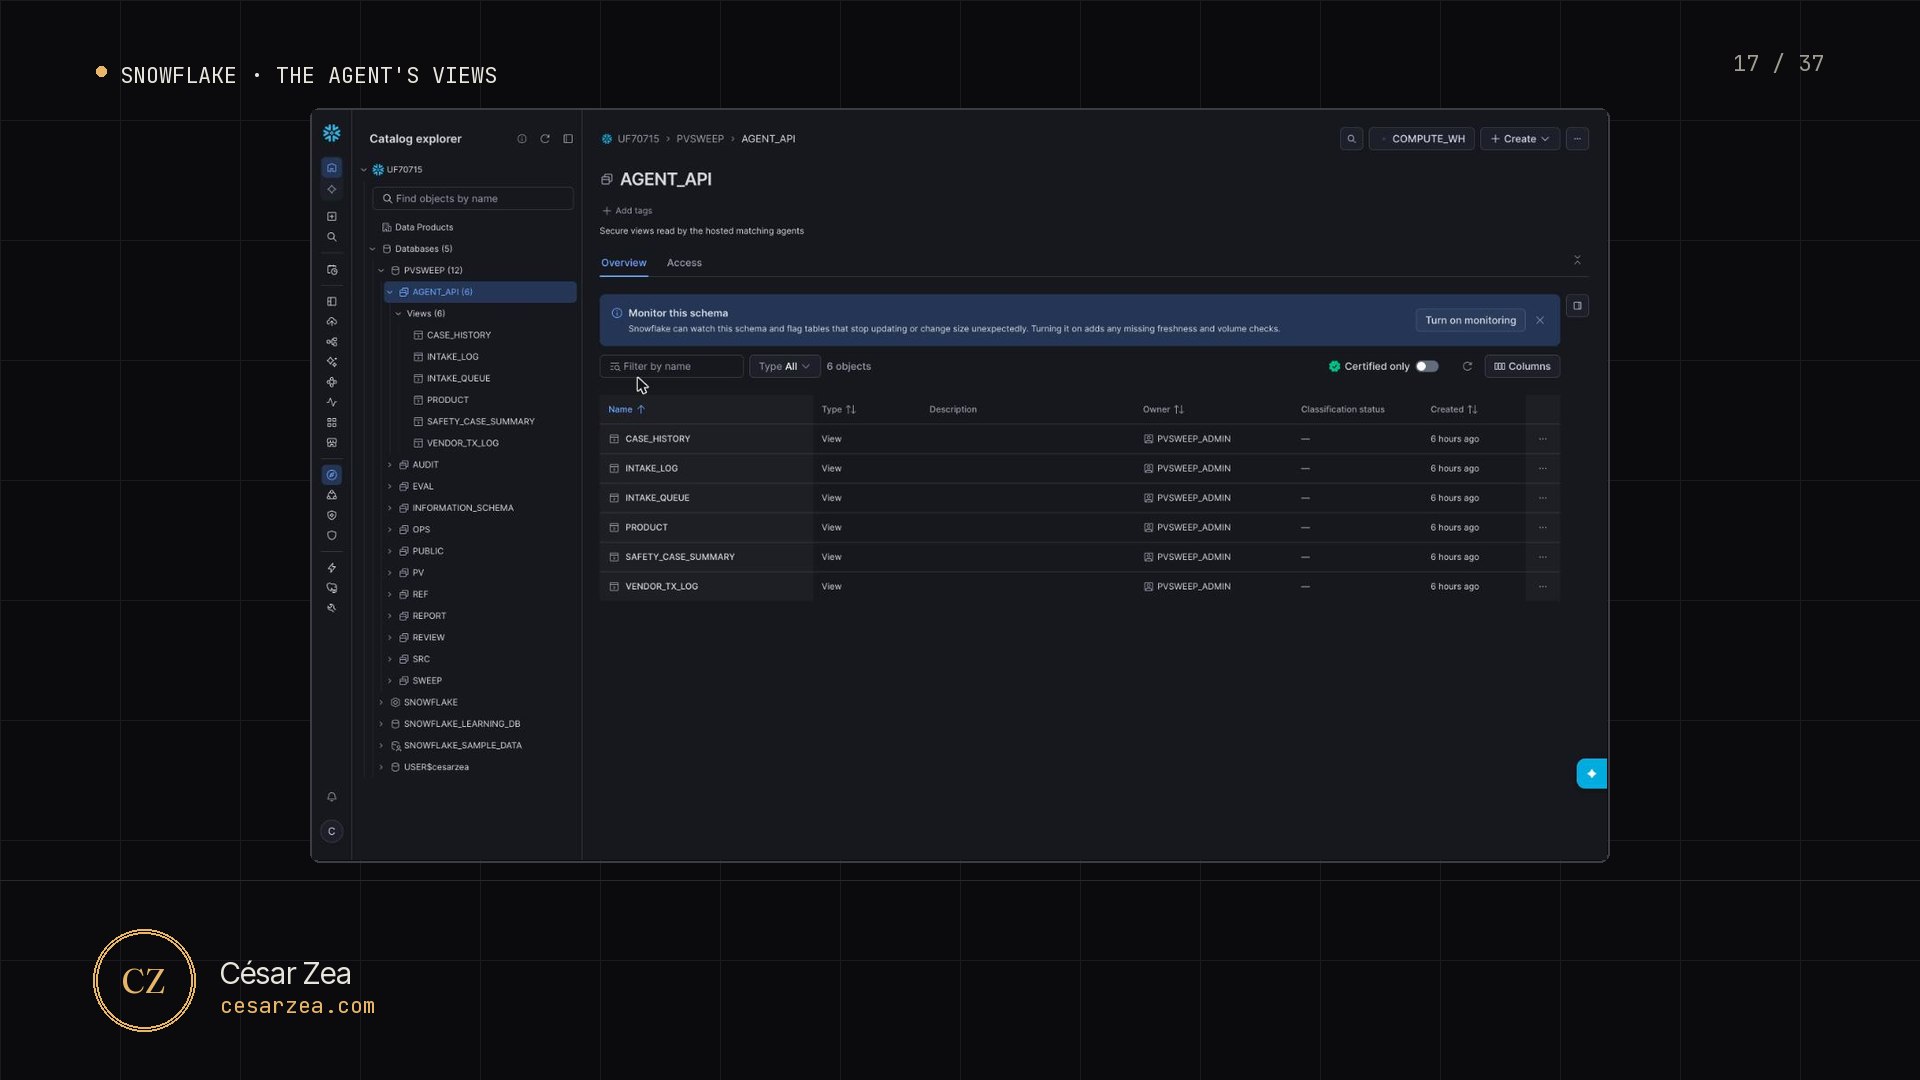 SNOWFLAKE · THE AGENT'S VIEWS
17 / 37
Catalog explorer
UF70715
Find objects by name
Data Products
Databases (5)
PVSWEEP (12)
AGENT_API (6)
Views (6)
CASE_HISTORY
INTAKE_LOG
INTAKE_QUEUE
PRODUCT
SAFETY_CASE_SUMMARY
VENDOR_TX_LOG
AUDIT
EVAL
INFORMATION_SCHEMA
OPS
PUBLIC
PV
REF
REPORT
REVIEW
SRC
SWEEP
SNOWFLAKE
SNOWFLAKE_LEARNING_DB
SNOWFLAKE_SAMPLE_DATA
USER$cesarzea
C
UF70715 › PVSWEEP › AGENT_API
COMPUTE_WH
+ Create
AGENT_API
+ Add tags
Secure views read by the hosted matching agents
Overview Access
Monitor this schema
Snowflake can watch this schema and flag tables that stop updating or change size unexpectedly. Turning it on adds any missing freshness and volume checks.
Turn on monitoring
Filter by name Type All 6 objects Certified only Columns
Name Type Description Owner Classification status Created
CASE_HISTORY View PVSWEEP_ADMIN — 6 hours ago
INTAKE_LOG View PVSWEEP_ADMIN — 6 hours ago
INTAKE_QUEUE View PVSWEEP_ADMIN — 6 hours ago
PRODUCT View PVSWEEP_ADMIN — 6 hours ago
SAFETY_CASE_SUMMARY View PVSWEEP_ADMIN — 6 hours ago
VENDOR_TX_LOG View PVSWEEP_ADMIN — 6 hours ago
CZ
César Zea
cesarzea.com